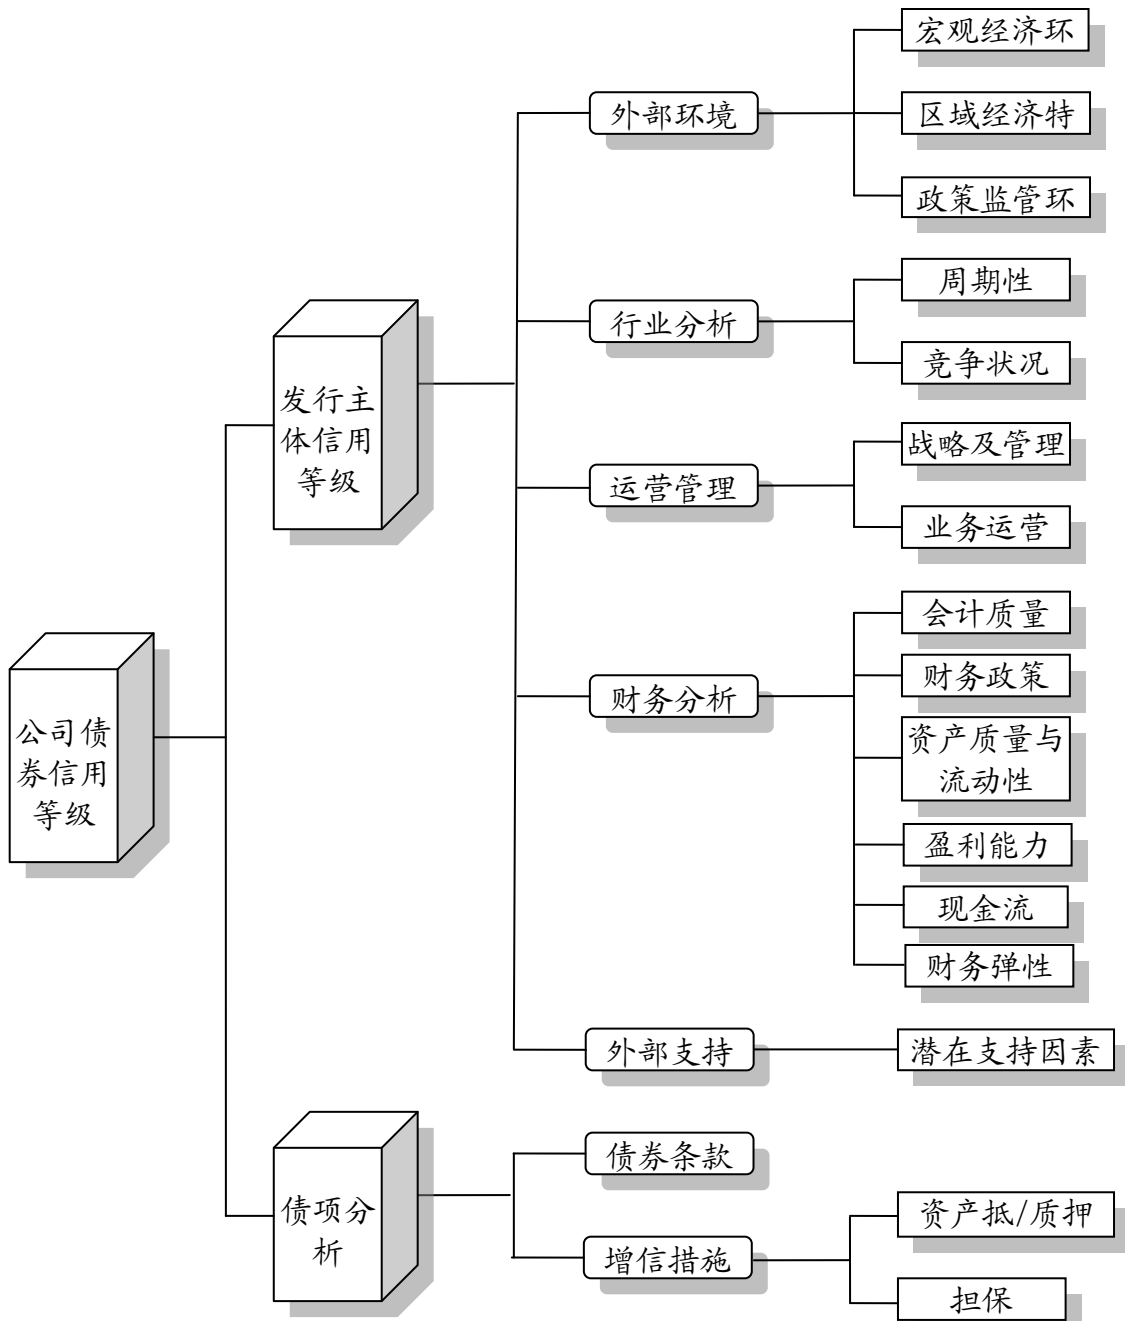 宏观经济环
外部环境
区域经济特
政策监管环
周期性
行业分析
竞争状况
发行主
体信用
等级
战略及管理
运营管理
业务运营
会计质量
财务政策
财务分析
资产质量与
流动性
公司债
券信用
等级
盈利能力
现金流
财务弹性
外部支持
潜在支持因素
债券条款
债项分
析
资产抵/质押
增信措施
担保